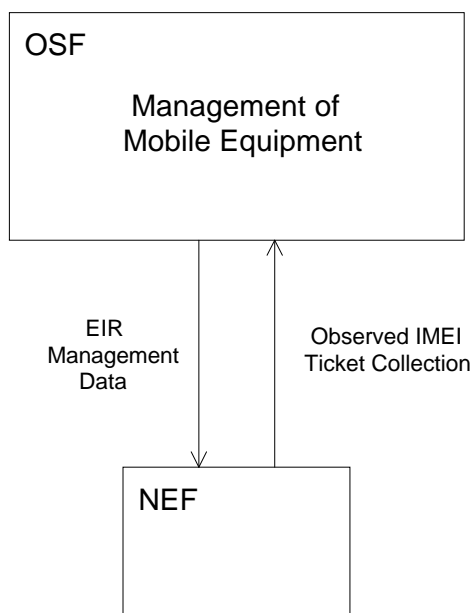 OSF
Management of
Mobile Equipment
EIR
Management
Data
Observed IMEI
Ticket Collection
NEF